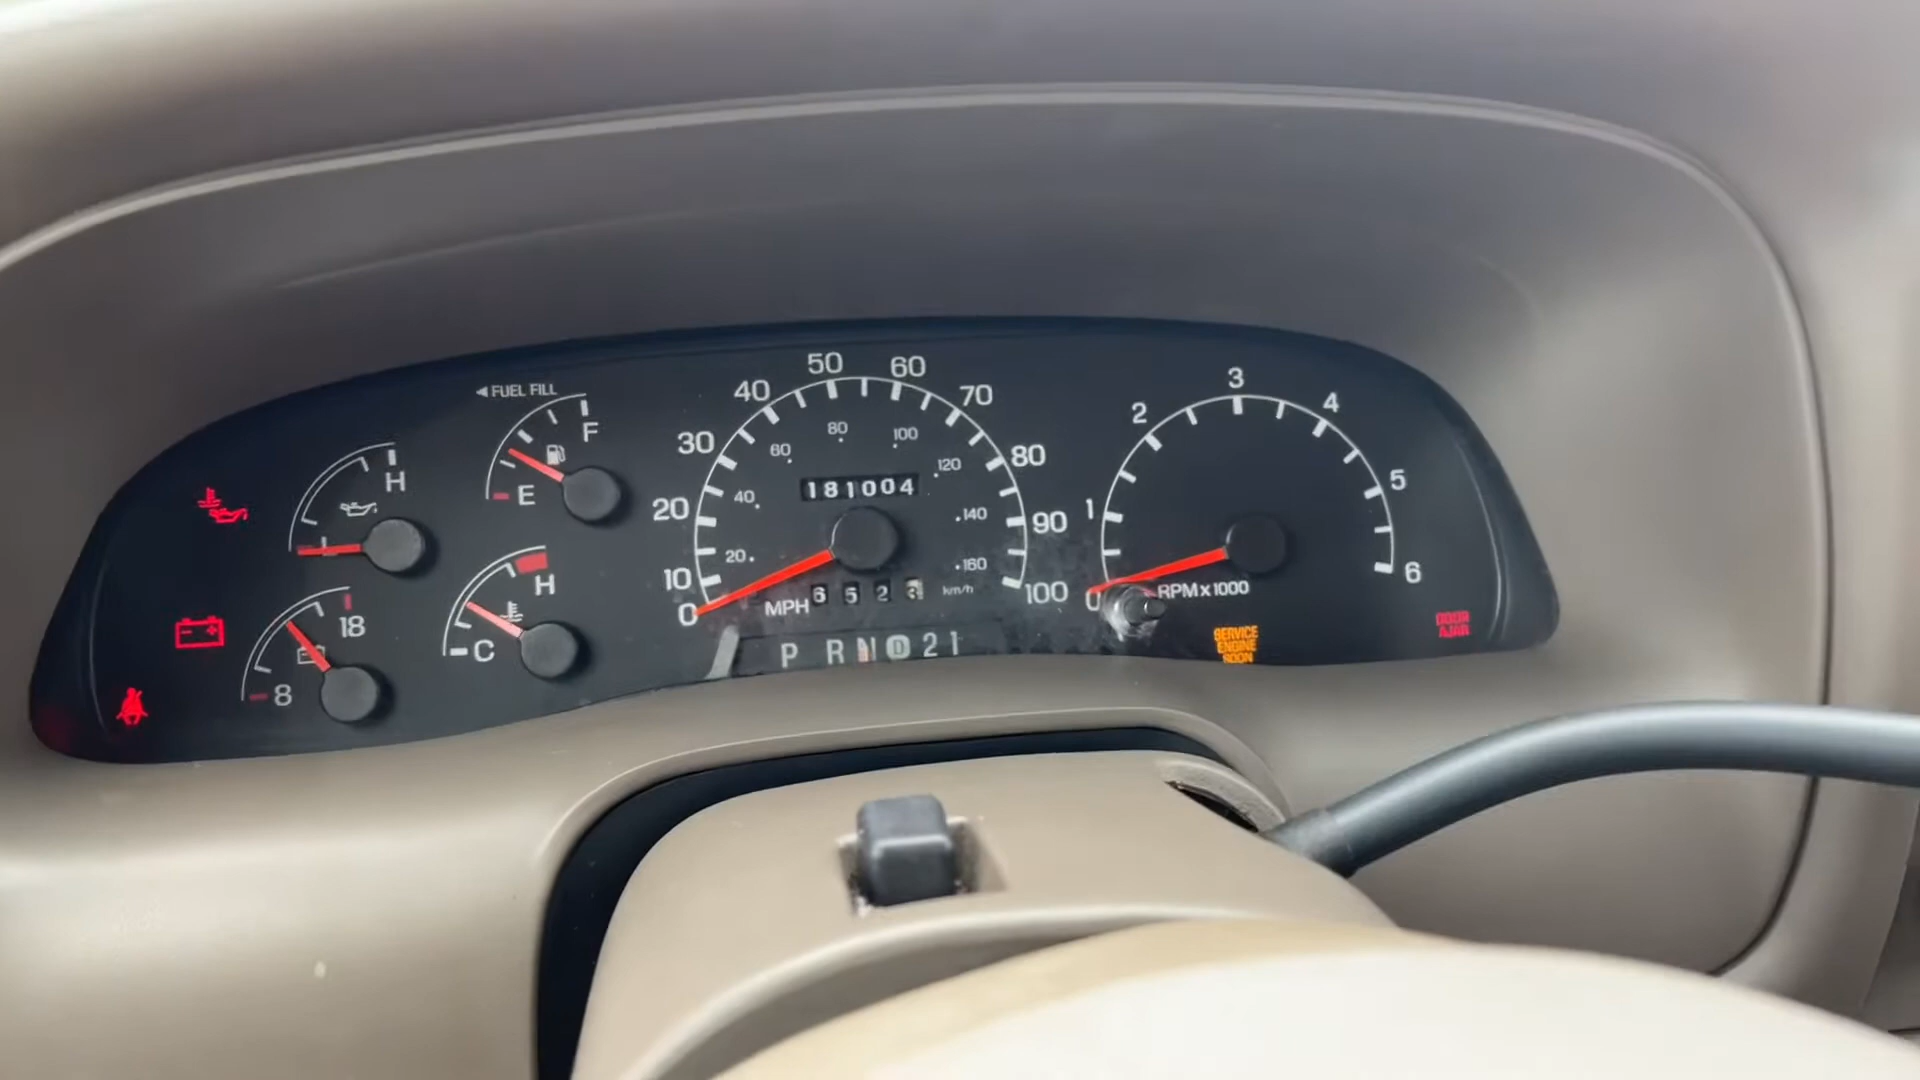 ◄ FUEL FILL
F
E
H
L
18
8
H
C
0 10 20 30 40 50 60 70 80 90 100
20 40 60 80 100 120 140 160
181004
MPH
652
km/h
P R N D 2 1
0 1 2 3 4 5 6
RPM x 1000
SERVICE
ENGINE
SOON
DOOR
AJAR